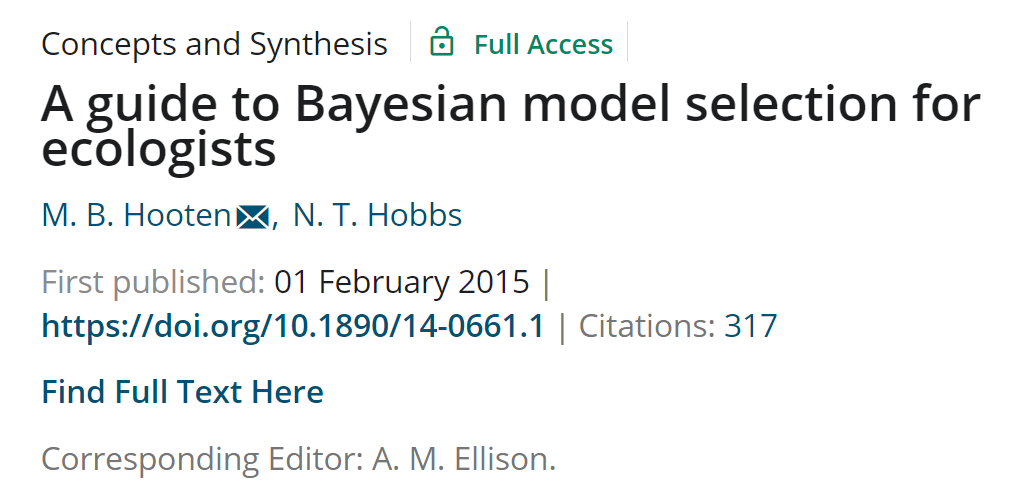 Concepts and Synthesis Full Access
A guide to Bayesian model selection for
ecologists
M. B. Hooten, N. T. Hobbs
First published: 01 February 2015 |
https://doi.org/10.1890/14-0661.1 | Citations: 317
Find Full Text Here
Corresponding Editor: A. M. Ellison.